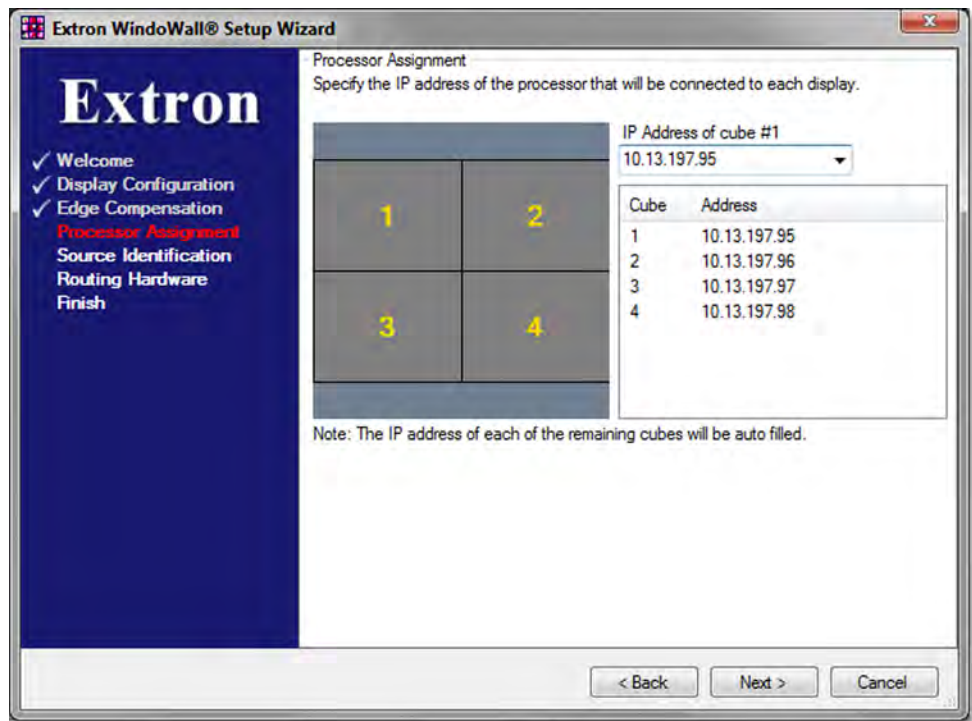 Extron WindoWall® Setup Wizard
Extron
Welcome
Display Configuration
Edge Compensation
Processor Assignment
Source Identification
Routing Hardware
Finish
Processor Assignment
Specify the IP address of the processor that will be connected to each display.
1 2
3 4
IP Address of cube #1
10.13.197.95
Cube Address
1 10.13.197.95
2 10.13.197.96
3 10.13.197.97
4 10.13.197.98
Note: The IP address of each of the remaining cubes will be auto filled.
< Back Next > Cancel